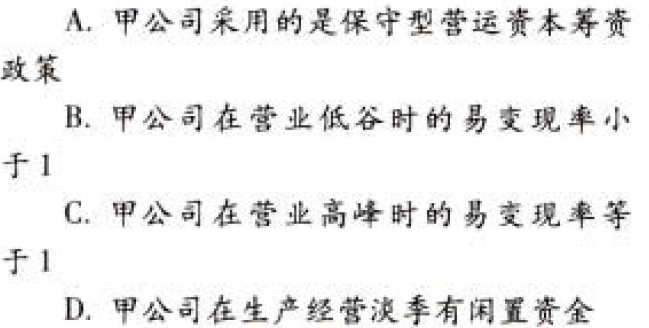 A. 甲公司采用的是保守型营运资本筹资
政策
B. 甲公司在营业低谷时的易变现率小
于1
C. 甲公司在营业高峰时的易变现率等
于1
D. 甲公司在生产经营淡季有闲置资金